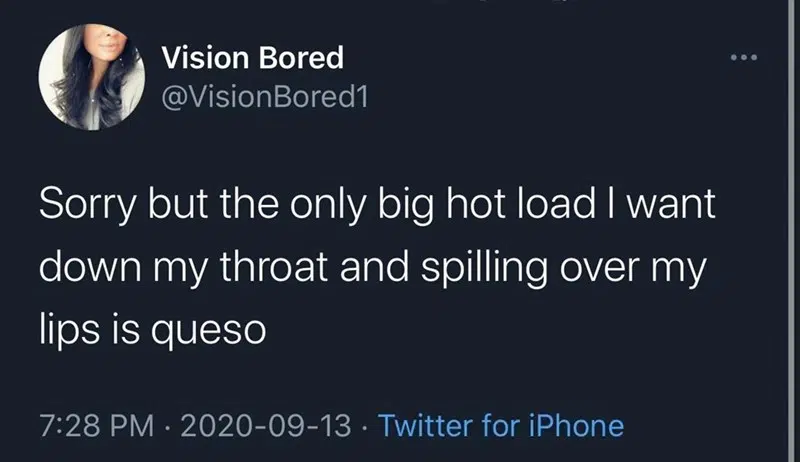 Vision Bored
@VisionBored1
Sorry but the only big hot load I want
down my throat and spilling over my
lips is queso
7:28 PM · 2020-09-13 · Twitter for iPhone